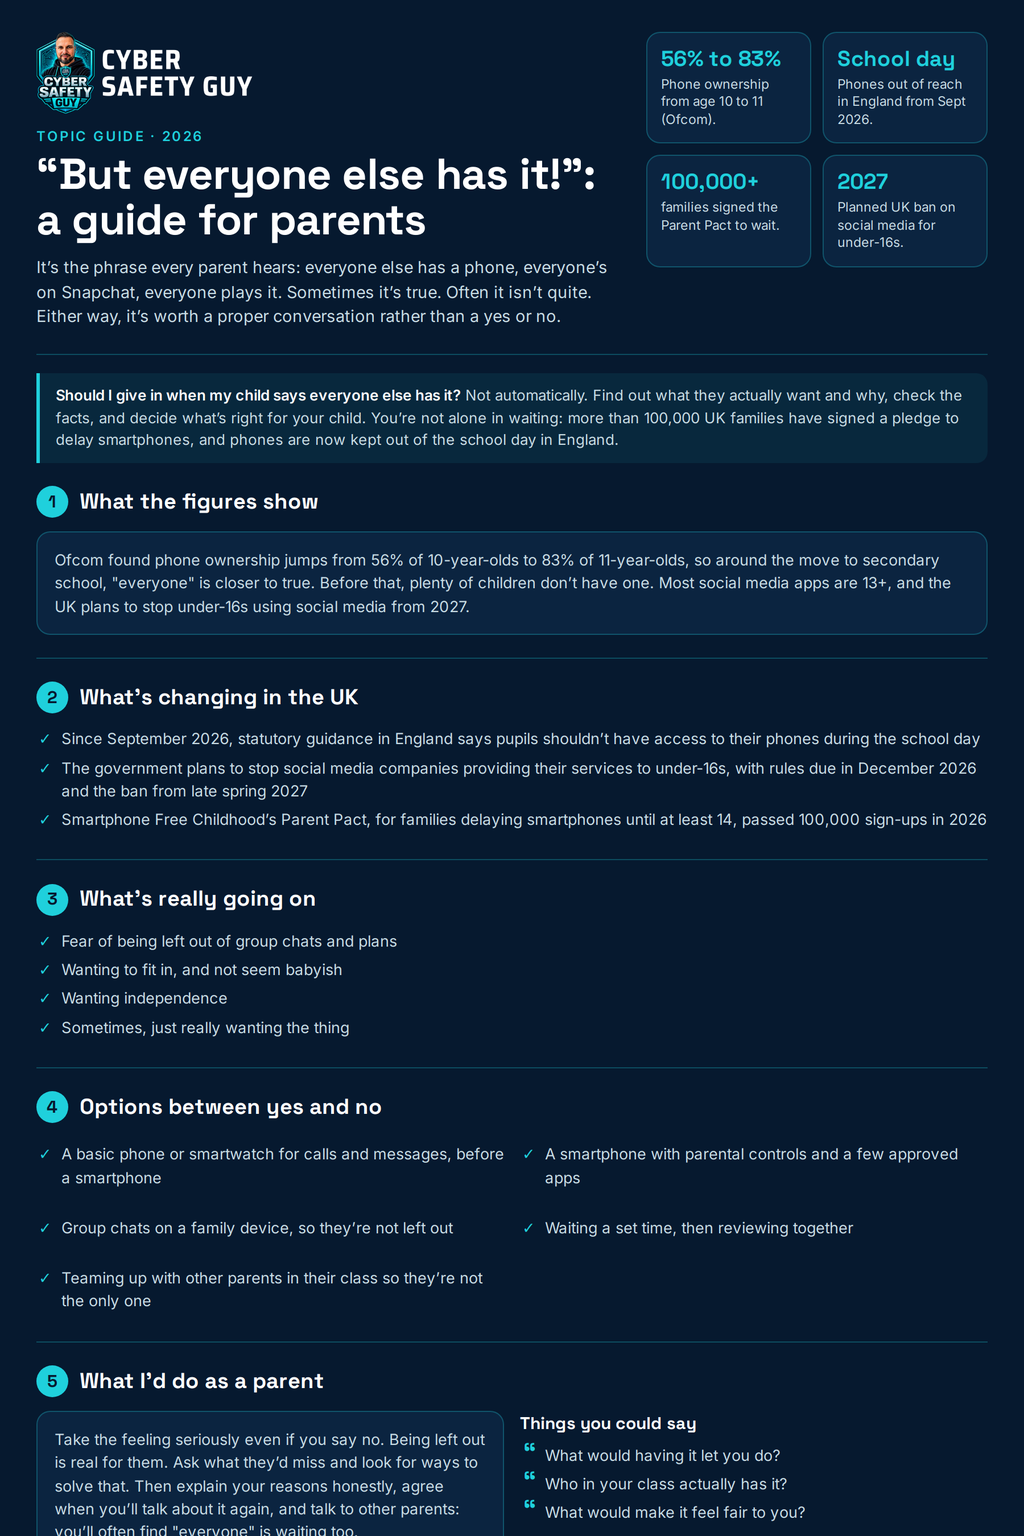 CYBER
SAFETY GUY
CYBER
SAFETY
GUY
TOPIC GUIDE · 2026
“But everyone else has it!”:
a guide for parents
It’s the phrase every parent hears: everyone else has a phone, everyone’s
on Snapchat, everyone plays it. Sometimes it’s true. Often it isn’t quite.
Either way, it’s worth a proper conversation rather than a yes or no.
56% to 83%
Phone ownership
from age 10 to 11
(Ofcom).
School day
Phones out of reach
in England from Sept
2026.
100,000+
families signed the
Parent Pact to wait.
2027
Planned UK ban on
social media for
under-16s.
Should I give in when my child says everyone else has it? Not automatically. Find out what they actually want and why, check the
facts, and decide what’s right for your child. You’re not alone in waiting: more than 100,000 UK families have signed a pledge to
delay smartphones, and phones are now kept out of the school day in England.
1 What the figures show
Ofcom found phone ownership jumps from 56% of 10-year-olds to 83% of 11-year-olds, so around the move to secondary
school, "everyone" is closer to true. Before that, plenty of children don’t have one. Most social media apps are 13+, and the
UK plans to stop under-16s using social media from 2027.
2 What’s changing in the UK
✓ Since September 2026, statutory guidance in England says pupils shouldn’t have access to their phones during the school day
✓ The government plans to stop social media companies providing their services to under-16s, with rules due in December 2026
and the ban from late spring 2027
✓ Smartphone Free Childhood’s Parent Pact, for families delaying smartphones until at least 14, passed 100,000 sign-ups in 2026
3 What’s really going on
✓ Fear of being left out of group chats and plans
✓ Wanting to fit in, and not seem babyish
✓ Wanting independence
✓ Sometimes, just really wanting the thing
4 Options between yes and no
✓ A basic phone or smartwatch for calls and messages, before
a smartphone
✓ A smartphone with parental controls and a few approved
apps
✓ Group chats on a family device, so they’re not left out
✓ Waiting a set time, then reviewing together
✓ Teaming up with other parents in their class so they’re not
the only one
5 What I’d do as a parent
Take the feeling seriously even if you say no. Being left out
is real for them. Ask what they’d miss and look for ways to
solve that. Then explain your reasons honestly, agree
when you’ll talk about it again, and talk to other parents:
you’ll often find "everyone" is waiting too.
Things you could say
“ What would having it let you do?
“ Who in your class actually has it?
“ What would make it feel fair to you?